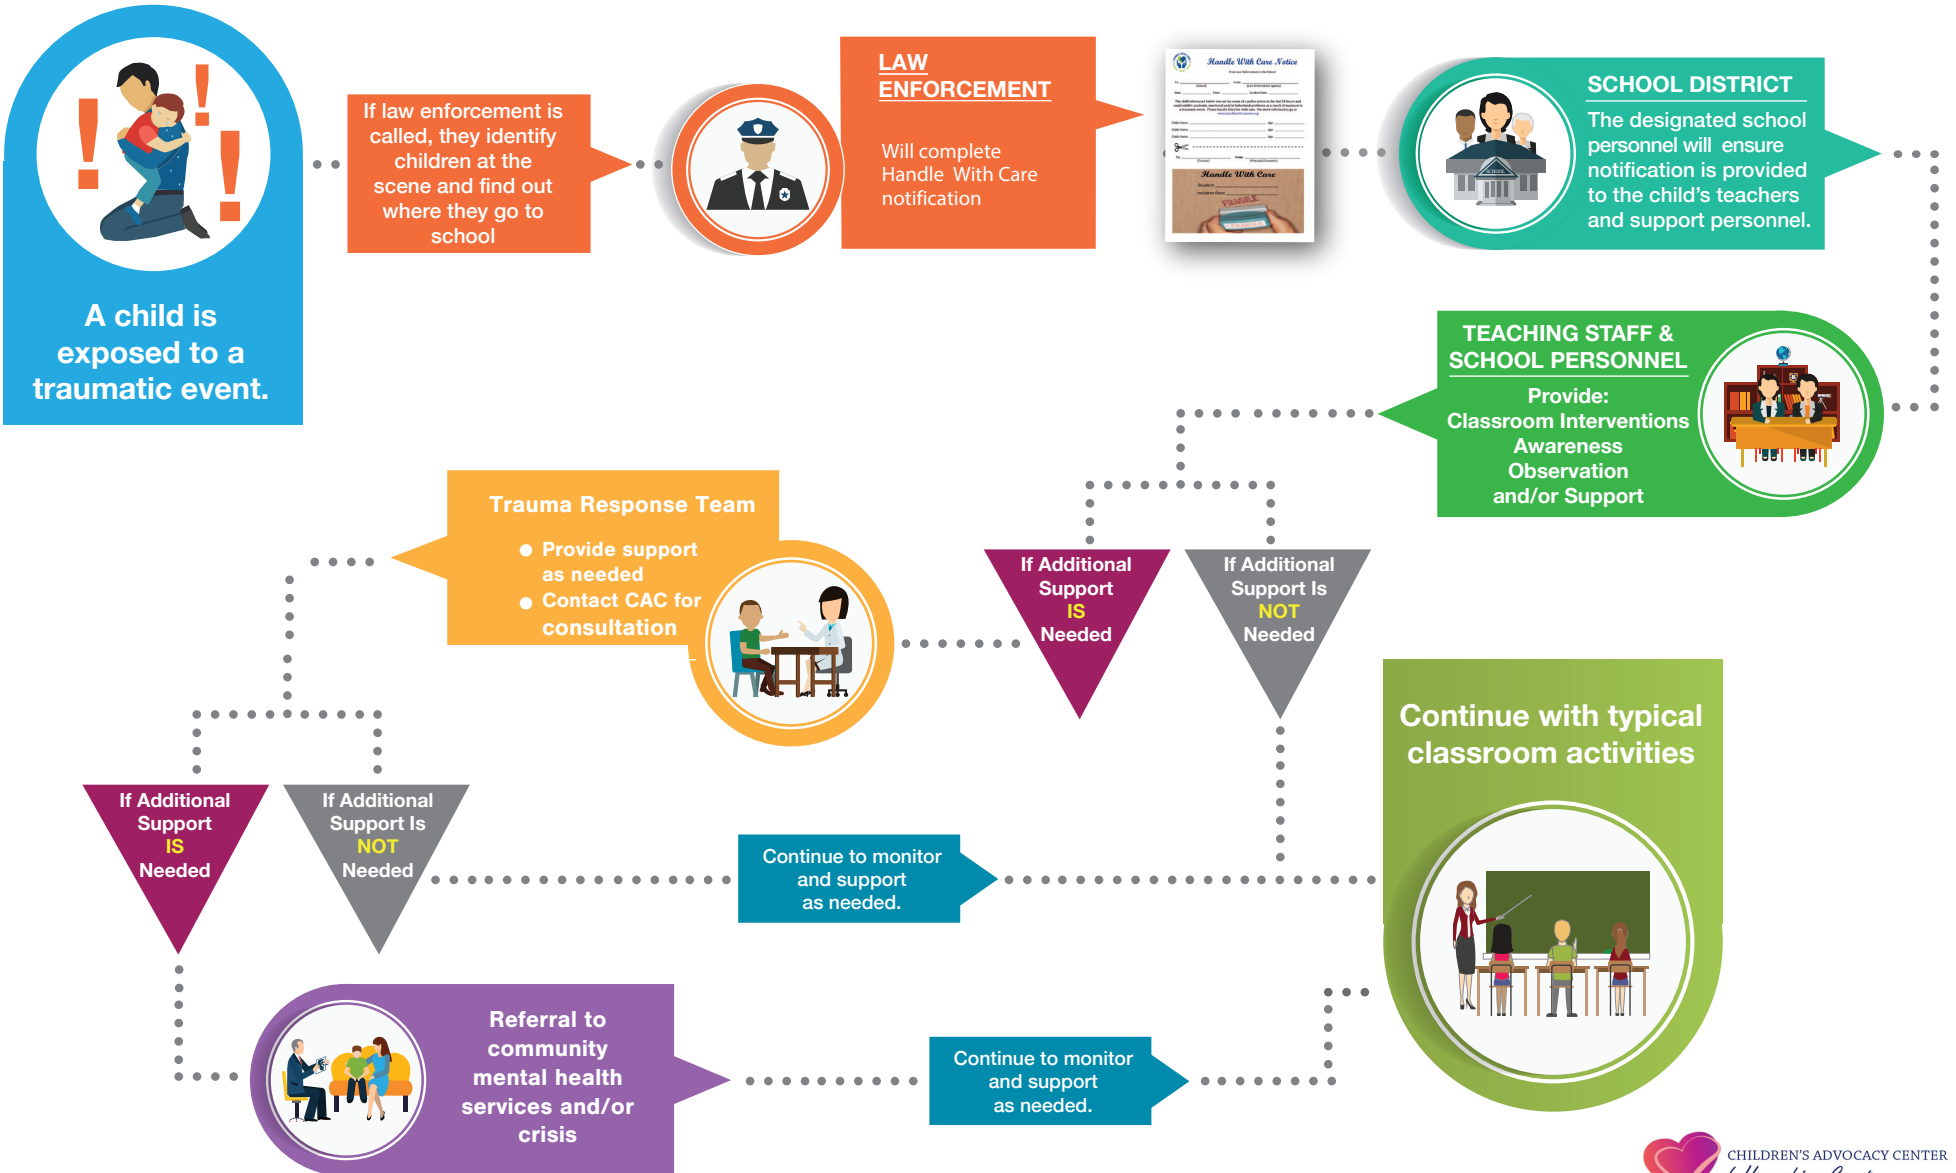 A child is
exposed to a
traumatic event.
If law enforcement is
called, they identify
children at the
scene and find out
where they go to
school
LAW
ENFORCEMENT
Will complete
Handle With Care
notification
Handle With Care Notice
Handle With Care
FRAGILE
SCHOOL
SCHOOL DISTRICT
The designated school
personnel will ensure
notification is provided
to the child’s teachers
and support personnel.
TEACHING STAFF &
SCHOOL PERSONNEL
Provide:
Classroom Interventions
Awareness
Observation
and/or Support
If Additional
Support
IS
Needed
If Additional
Support Is
NOT
Needed
Trauma Response Team
● Provide support
as needed
● Contact CAC for
consultation
If Additional
Support
IS
Needed
If Additional
Support Is
NOT
Needed
Continue to monitor
and support
as needed.
Continue with typical
classroom activities
Referral to
community
mental health
services and/or
crisis
Continue to monitor
and support
as needed.
CHILDREN’S ADVOCACY CENTER